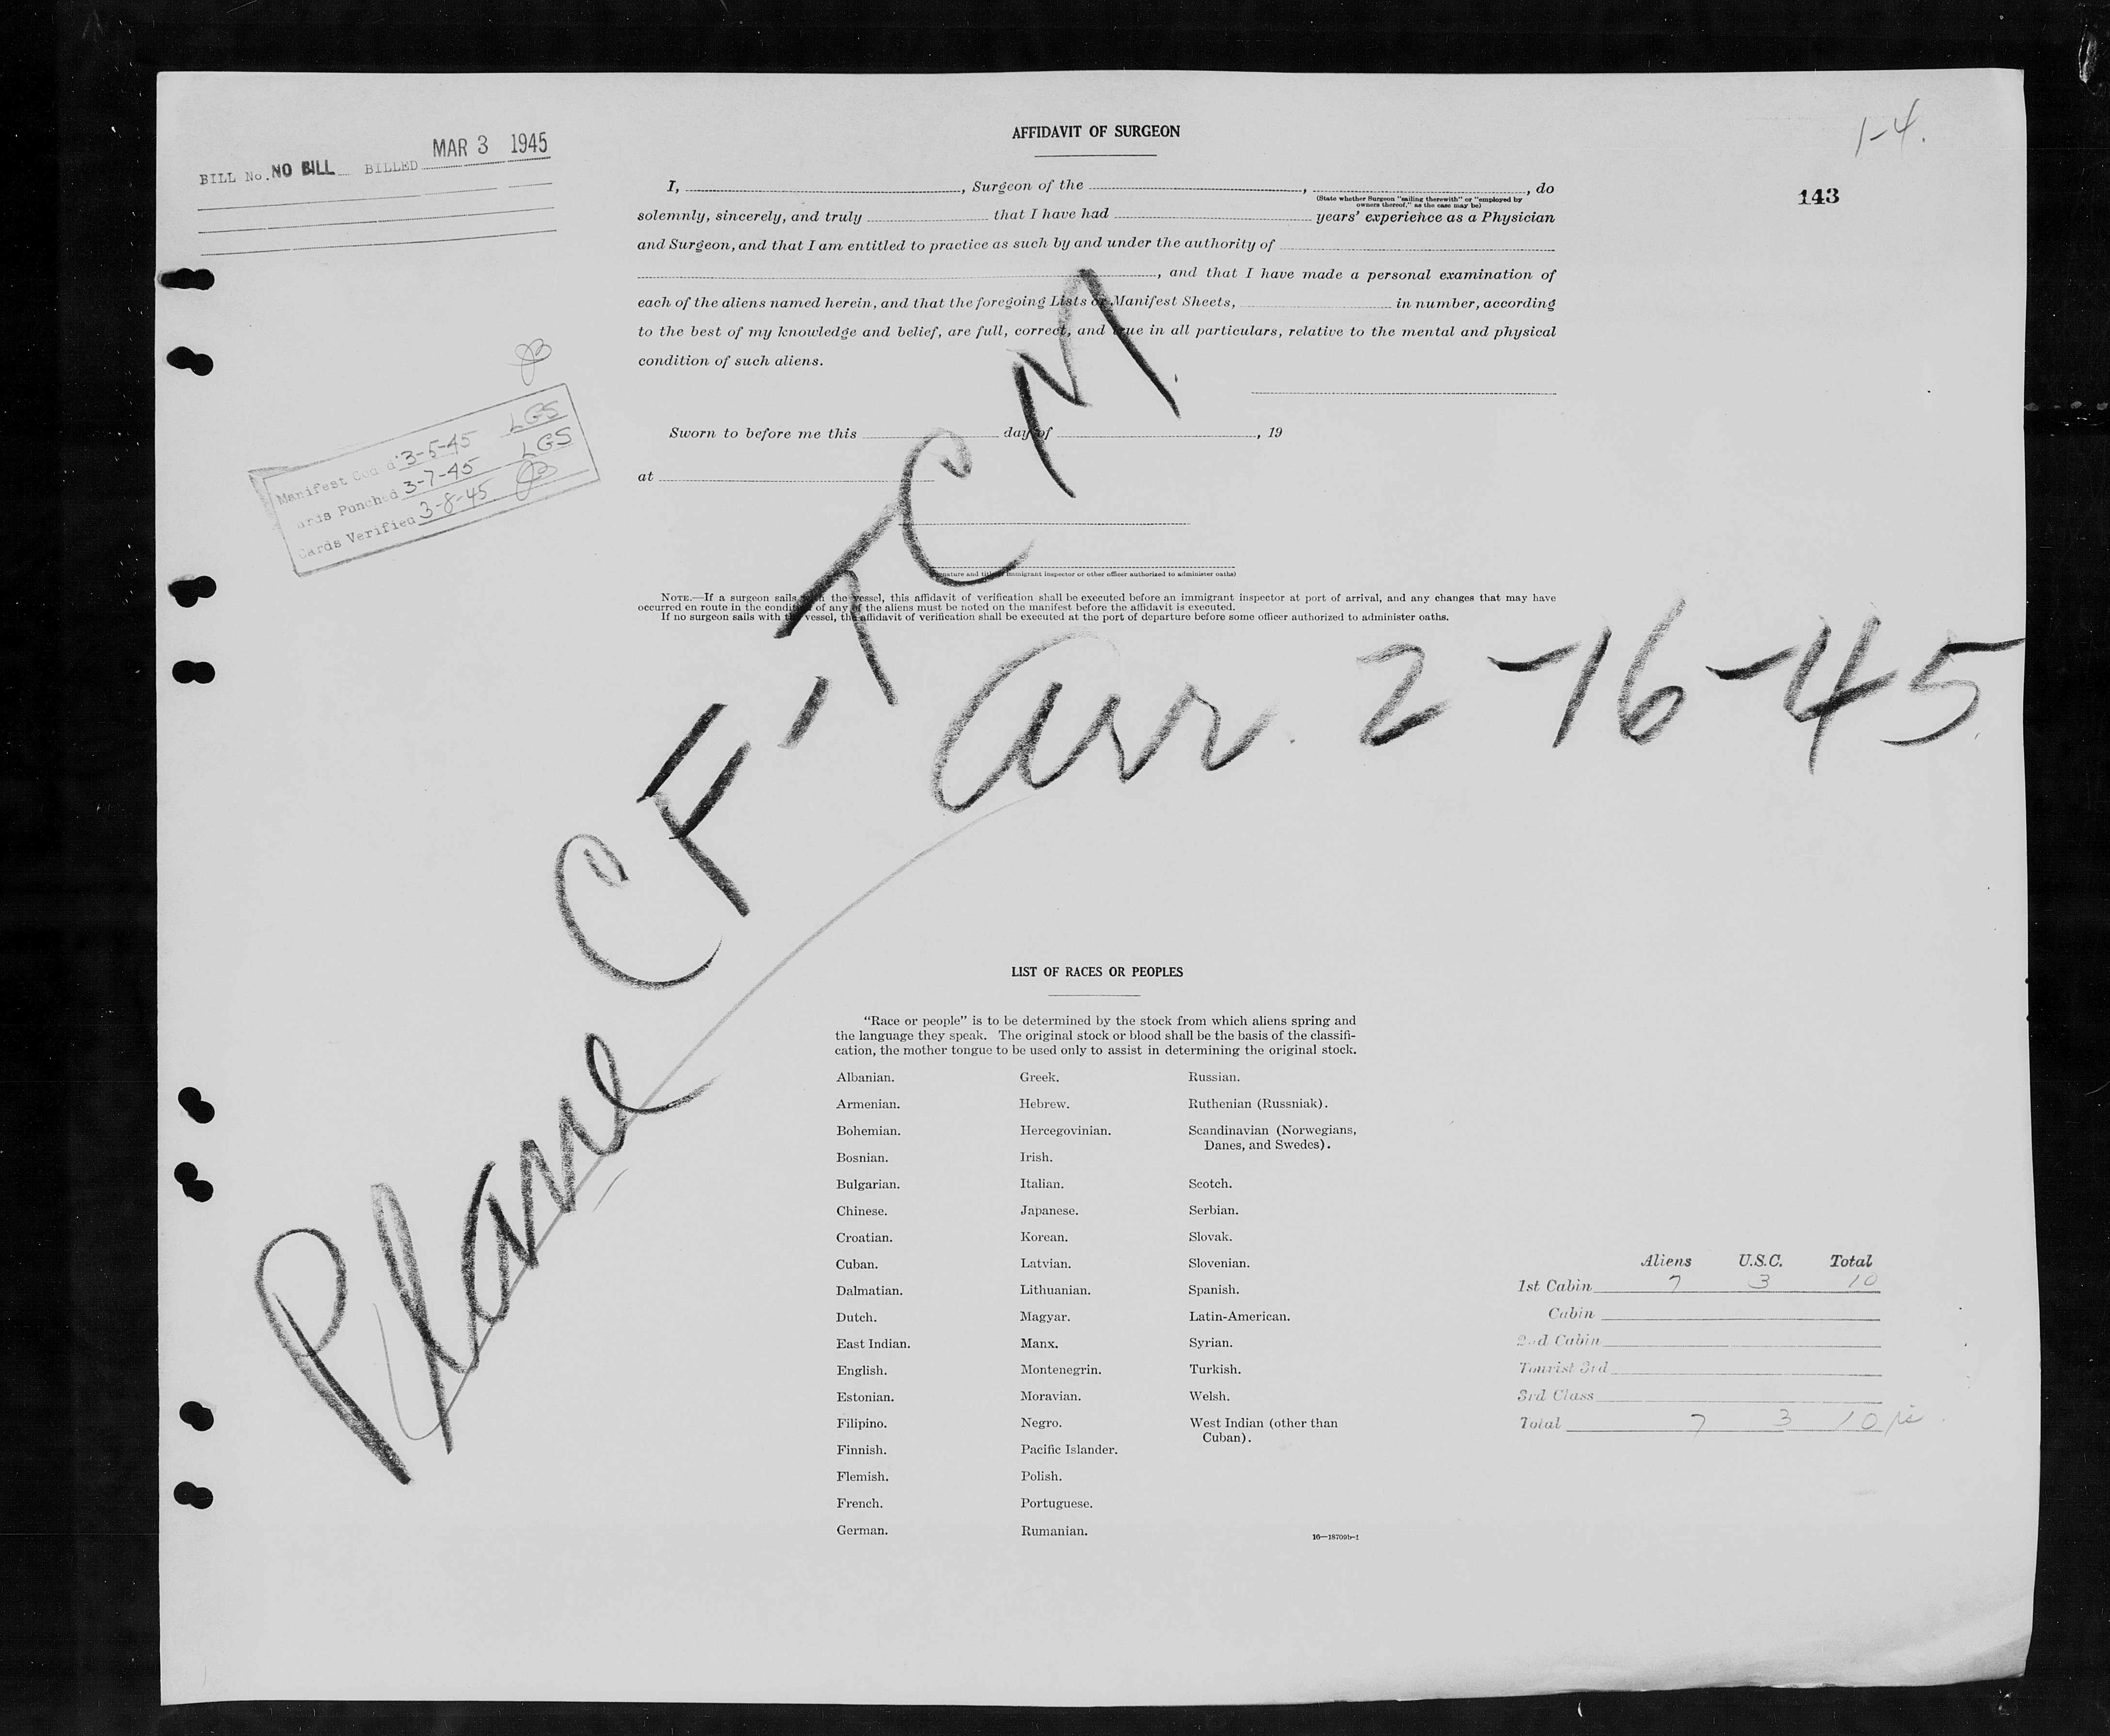 BILL No. NO BILL BILLED MAR 3 1945
AFFIDAVIT OF SURGEON
1-4.
143
I, , Surgeon of the , , do
(State whether Surgeon "sailing therewith" or "employed by
owners thereof," as the case may be)
solemnly, sincerely, and truly that I have had years' experience as a Physician
and Surgeon, and that I am entitled to practice as such by and under the authority of
, and that I have made a personal examination of
each of the aliens named herein, and that the foregoing Lists or Manifest Sheets, in number, according
to the best of my knowledge and belief, are full, correct, and true in all particulars, relative to the mental and physical
condition of such aliens.
Sworn to before me this day of , 19
at
(Signature and title, immigrant inspector or other officer authorized to administer oaths)
NOTE.—If a surgeon sails with the vessel, this affidavit of verification shall be executed before an immigrant inspector at port of arrival, and any changes that may have
occurred en route in the condition of any of the aliens must be noted on the manifest before the affidavit is executed.
If no surgeon sails with the vessel, the affidavit of verification shall be executed at the port of departure before some officer authorized to administer oaths.
Manifest Coded 3-5-45 LGS
Cards Punched 3-7-45 LGS
Cards Verified 3-8-45
Plane CF-TCM
arr. 2-16-45
LIST OF RACES OR PEOPLES
"Race or people" is to be determined by the stock from which aliens spring and
the language they speak. The original stock or blood shall be the basis of the classifi-
cation, the mother tongue to be used only to assist in determining the original stock.
Albanian.
Armenian.
Bohemian.
Bosnian.
Bulgarian.
Chinese.
Croatian.
Cuban.
Dalmatian.
Dutch.
East Indian.
English.
Estonian.
Filipino.
Finnish.
Flemish.
French.
German.
Greek.
Hebrew.
Hercegovinian.
Irish.
Italian.
Japanese.
Korean.
Latvian.
Lithuanian.
Magyar.
Manx.
Montenegrin.
Moravian.
Negro.
Pacific Islander.
Polish.
Portuguese.
Rumanian.
Russian.
Ruthenian (Russniak).
Scandinavian (Norwegians,
Danes, and Swedes).
Scotch.
Serbian.
Slovak.
Slovenian.
Spanish.
Latin-American.
Syrian.
Turkish.
Welsh.
West Indian (other than
Cuban).
16—18709b-1
Aliens U.S.C. Total
1st Cabin 7 3 10
Cabin
2nd Cabin
Tourist 3rd
3rd Class
Total 7 3 10